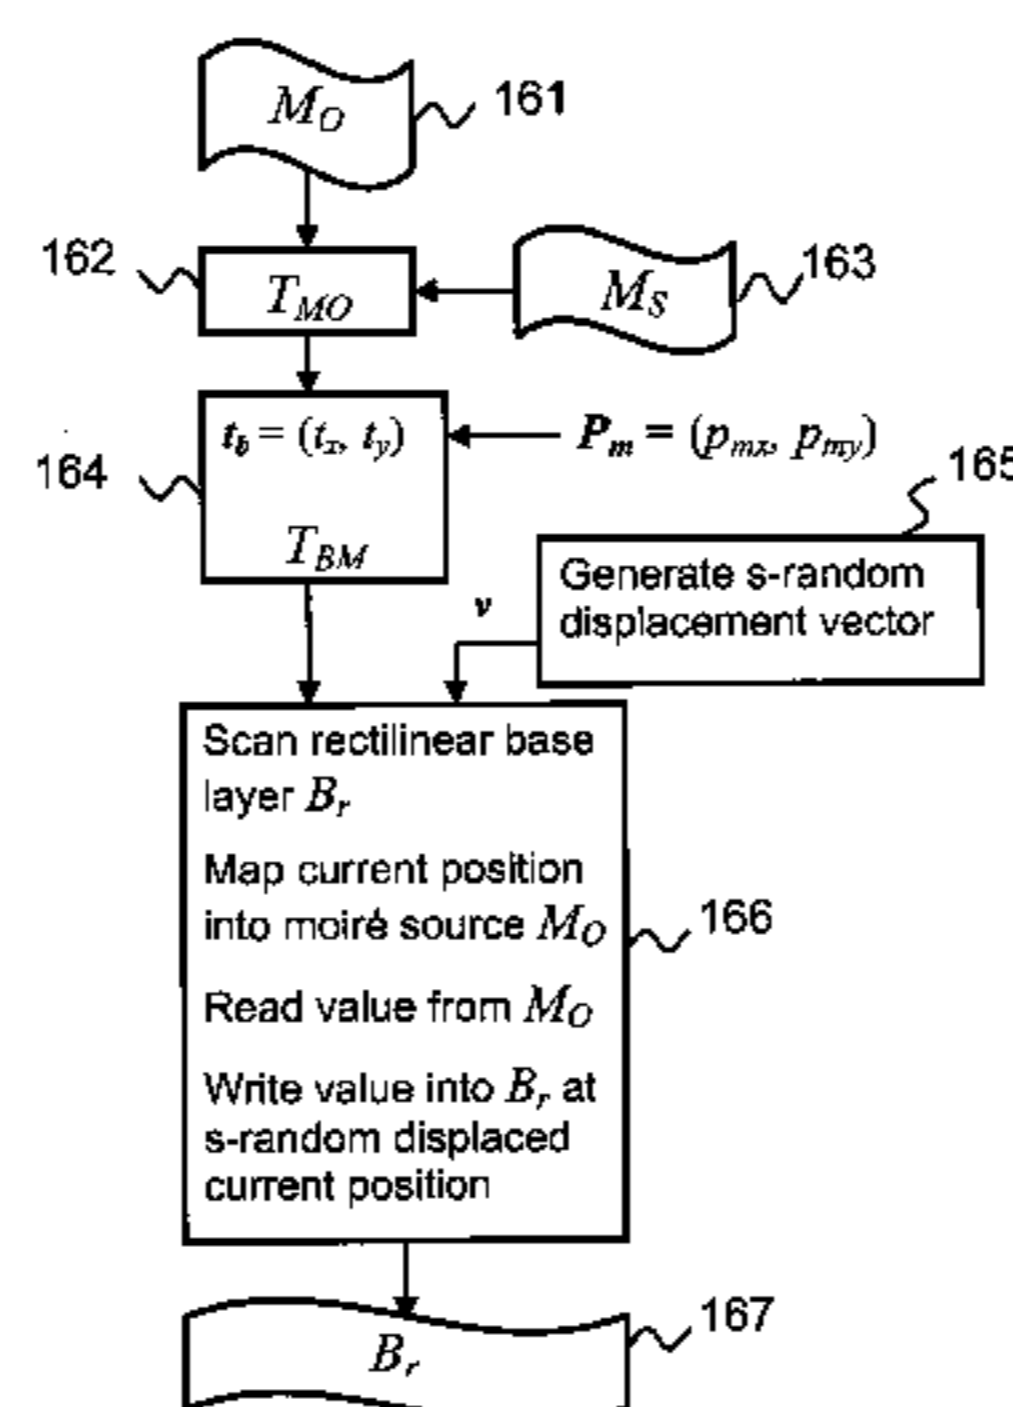 M_O
161
162
T_MO
M_S
163
t_b = (t_x, t_y)
P_m = (p_mx, p_my)
164
T_BM
165
Generate s-random
displacement vector
v
Scan rectilinear base
layer B_r
Map current position
into moiré source M_O
166
Read value from M_O
Write value into B_r at
s-random displaced
current position
167
B_r